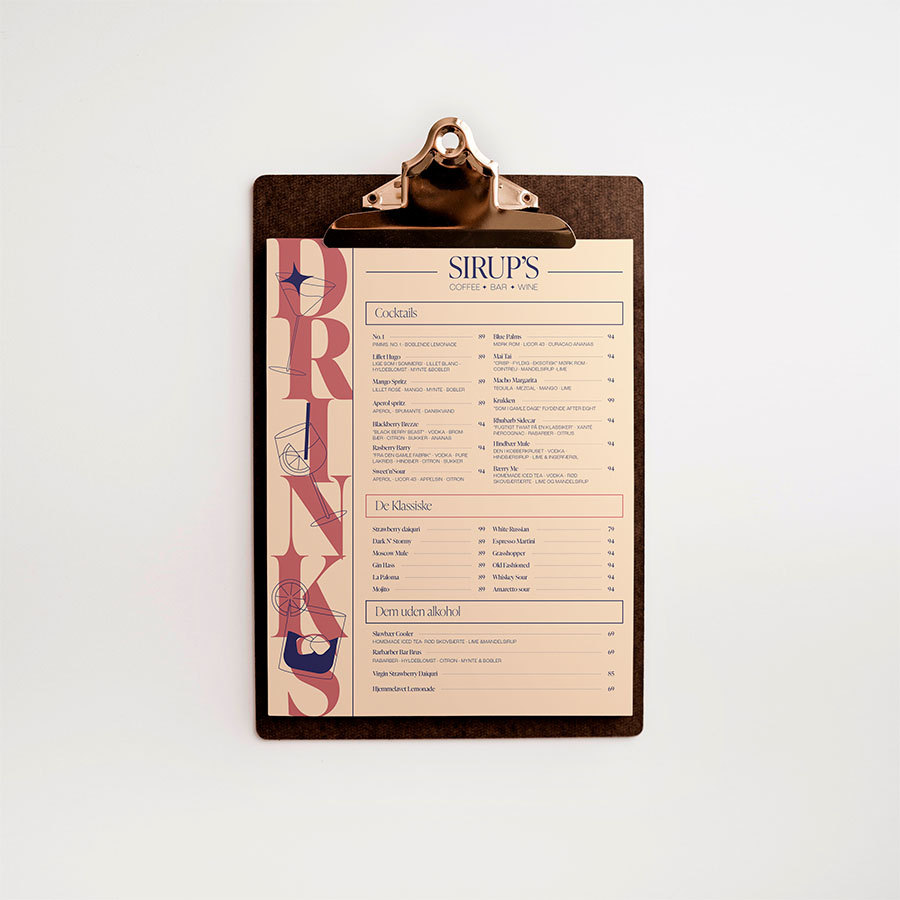 DRINKS
SIRUP'S
COFFEE ✦ BAR ✦ WINE
Cocktails
No. 1 89
PIMMS. NO. 1 · BOBLENDE LEMONADE
Lillet Hugo 89
LIGE SOM I SOMMERS! · LILLET BLANC ·
HYLDEBLOMST · MYNTE & BOBLER
Mango Spritz 89
LILLET ROSÉ · MANGO · MYNTE · BOBLER
Aperol spritz 89
APEROL · SPUMANTE · DANSKVAND
Blackberry Brezze 94
"BLACK BERRY BEAST" · VODKA · BROM-
BÆR · CITRON · SUKKER · ANANAS
Rasberry Barry 94
"FRA DEN GAMLE FABRIK" · VODKA · PURE
LAKRIDS · HINDBÆR · CITRON · SUKKER
Sweet'n'Sour 94
APEROL · LICOR 43 · APPELSIN · CITRON
Blue Palms 94
MØRK ROM · LICOR 43 · CURACAO ANANAS
Mai Tai 94
"CRISP · FYLDIG · EKSOTISK" MØRK ROM,
COINTREU · MANDELSIRUP · LIME
Macho Margarita 94
TEQUILA · MEZCAL · MANGO · LIME
Krukken 99
"SOM I GAMLE DAGE" FLYDENDE AFTER EIGHT
Rhubarb Sidecar 94
"FUGTIGT TWIAT PÅ EN KLASSIKER" · XANTÉ
PÆRCOGNAC · RABARBER · CITRUS
Hindbær Mule 94
DEN I KOBBERKRUSET · VODKA ·
HINDBÆRSIRUP · LIME & INGERFÆRØL
Bærry Me 94
HOMEMADE ICED TEA · VODKA · RØD
SKOVSÆRTÆRTE · LIME OG MANDELSIRUP
De Klassiske
Strawberry daiquri 99
Dark N' Stormy 89
Moscow Mule 89
Gin Hass 89
La Paloma 89
Mojito 89
White Russian 79
Espresso Martini 94
Grasshopper 94
Old Fashioned 94
Whiskey Sour 94
Amaretto sour 94
Dem uden alkohol
Skovbær Cooler 69
HOMEMADE ICED TEA· RØD SKOVSÆRTE · LIME &MANDELSIRUP
Rarbarber Bar Brus 69
RABARBER · HYLDEBLOMST · CITRON · MYNTE & BOBLER
Virgin Strawberry Daiquri 85
Hjemmelavet Lemonade 69